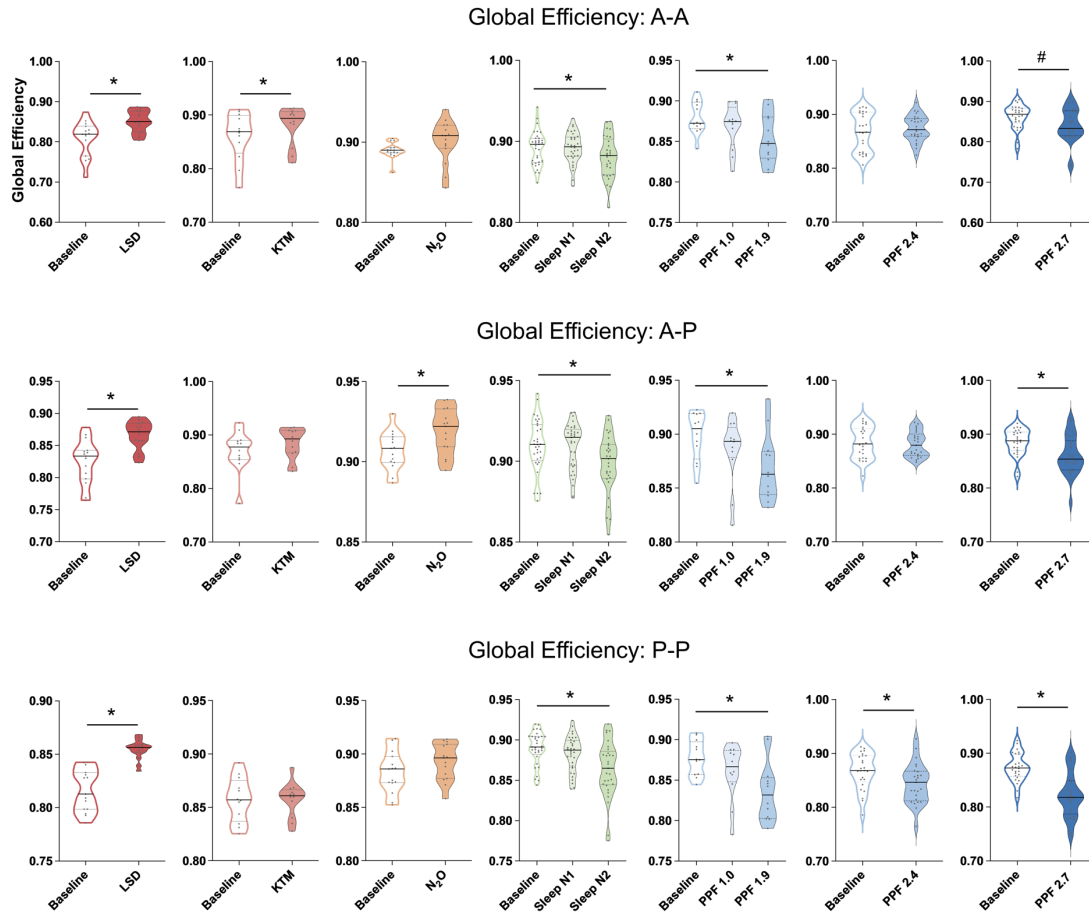 Global Efficiency: A-A
Global Efficiency
1.00
0.90
0.80
0.70
0.60
*
Baseline
LSD
1.00
0.90
0.80
0.70
*
Baseline
KTM
1.00
0.90
0.80
Baseline
N₂O
1.00
0.90
0.80
*
Baseline
Sleep N1
Sleep N2
0.95
0.90
0.85
0.80
0.75
*
Baseline
PPF 1.0
PPF 1.9
1.00
0.90
0.80
0.70
Baseline
PPF 2.4
1.00
0.90
0.80
0.70
0.60
#
Baseline
PPF 2.7
Global Efficiency: A-P
0.95
0.90
0.85
0.80
0.75
0.70
*
Baseline
LSD
1.00
0.90
0.80
0.70
Baseline
KTM
0.95
0.90
0.85
*
Baseline
N₂O
0.95
0.90
0.85
*
Baseline
Sleep N1
Sleep N2
0.95
0.90
0.85
0.80
*
Baseline
PPF 1.0
PPF 1.9
1.00
0.90
0.80
0.70
Baseline
PPF 2.4
1.00
0.90
0.80
0.70
*
Baseline
PPF 2.7
Global Efficiency: P-P
0.90
0.85
0.80
0.75
*
Baseline
LSD
0.95
0.90
0.85
0.80
Baseline
KTM
0.95
0.90
0.85
0.80
Baseline
N₂O
0.95
0.90
0.85
0.80
0.75
*
Baseline
Sleep N1
Sleep N2
0.95
0.90
0.85
0.80
0.75
*
Baseline
PPF 1.0
PPF 1.9
1.00
0.90
0.80
0.70
*
Baseline
PPF 2.4
1.00
0.90
0.80
0.70
*
Baseline
PPF 2.7